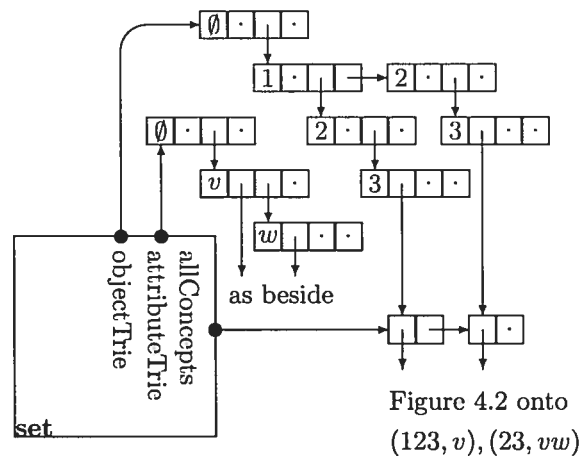 ∅ · · ·
1 · · 2 · · ·
∅ · · · 2 · · · 3 · · ·
v · 3 · · ·
w · ·
as beside
allConcepts
attributeTrie
objectTrie
·
set
Figure 4.2 onto
(123, v), (23, vw)